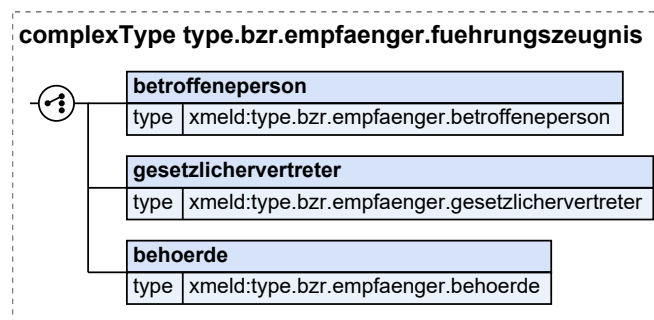 complexType type.bzr.empfaenger.fuehrungszeugnis
betroffeneperson
type xmeld:type.bzr.empfaenger.betroffeneperson
gesetzlichervertreter
type xmeld:type.bzr.empfaenger.gesetzlichervertreter
behoerde
type xmeld:type.bzr.empfaenger.behoerde